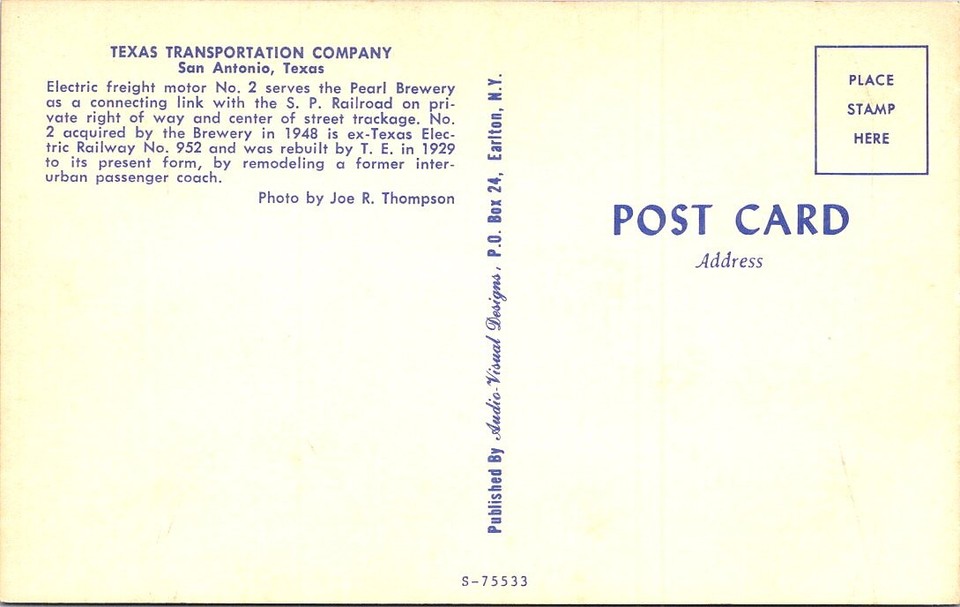 TEXAS TRANSPORTATION COMPANY
San Antonio, Texas
Electric freight motor No. 2 serves the Pearl Brewery
as a connecting link with the S. P. Railroad on pri-
vate right of way and center of street trackage. No.
2 acquired by the Brewery in 1948 is ex-Texas Elec-
tric Railway No. 952 and was rebuilt by T. E. in 1929
to its present form, by remodeling a former inter-
urban passenger coach.
Photo by Joe R. Thompson
Published By Audio-Visual Designs, P.O. Box 24, Earlton, N.Y.
PLACE
STAMP
HERE
POST CARD
Address
S-75533